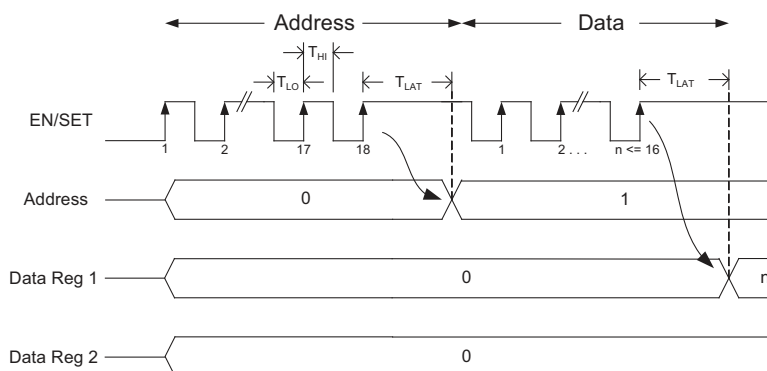 Address Data
T_HI
T_LO T_LAT T_LAT
EN/SET
1 2 17 18 1 2 . . . n <= 16
Address 0 1
Data Reg 1 0 n
Data Reg 2 0